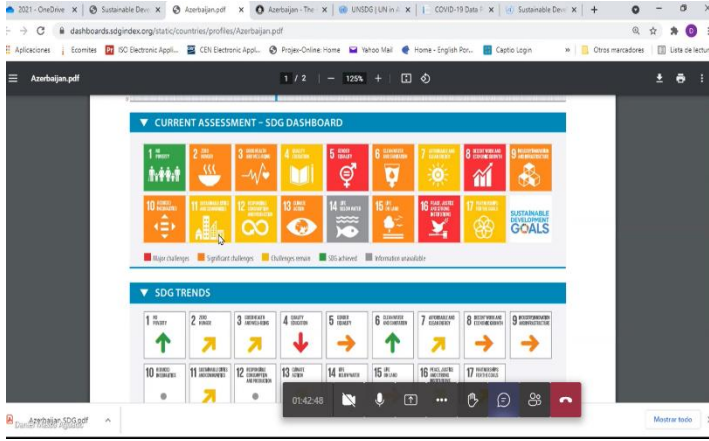 2021 - OneDrive
Sustainable Deve
Azerbaijan.pdf
Azerbaijan - The
UNSDG | UN in A
COVID-19 Data F
Sustainable Deve
dashboards.sdgindex.org/static/countries/profiles/Azerbaijan.pdf
Aplicaciones
Ecomites
ISO Electronic Appli...
CEN Electronic Appl...
Projex-Online
Home
Yahoo Mail
Home - English Por...
Captio Login
»
Otros marcadores
Lista de lectur
Azerbaijan.pdf
1 / 2
125%
▼ CURRENT ASSESSMENT – SDG DASHBOARD
1 NO POVERTY
2 ZERO HUNGER
3 GOOD HEALTH AND WELL-BEING
4 QUALITY EDUCATION
5 GENDER EQUALITY
6 CLEAN WATER AND SANITATION
7 AFFORDABLE AND CLEAN ENERGY
8 DECENT WORK AND ECONOMIC GROWTH
9 INDUSTRY, INNOVATION AND INFRASTRUCTURE
10 REDUCED INEQUALITIES
11 SUSTAINABLE CITIES AND COMMUNITIES
12 RESPONSIBLE CONSUMPTION AND PRODUCTION
13 CLIMATE ACTION
14 LIFE BELOW WATER
15 LIFE ON LAND
16 PEACE, JUSTICE AND STRONG INSTITUTIONS
17 PARTNERSHIPS FOR THE GOALS
SUSTAINABLE
DEVELOPMENT
GOALS
Major challenges
Significant challenges
Challenges remain
SDG achieved
Information unavailable
▼ SDG TRENDS
1 NO POVERTY
2 ZERO HUNGER
3 GOOD HEALTH AND WELL-BEING
4 QUALITY EDUCATION
5 GENDER EQUALITY
6 CLEAN WATER AND SANITATION
7 AFFORDABLE AND CLEAN ENERGY
8 DECENT WORK AND ECONOMIC GROWTH
9 INDUSTRY, INNOVATION AND INFRASTRUCTURE
10 REDUCED INEQUALITIES
11 SUSTAINABLE CITIES AND COMMUNITIES
12 RESPONSIBLE CONSUMPTION AND PRODUCTION
13 CLIMATE ACTION
14 LIFE BELOW WATER
15 LIFE ON LAND
16 PEACE, JUSTICE AND STRONG INSTITUTIONS
17 PARTNERSHIPS FOR THE GOALS
01:42:48
Azerbaijan SDG.pdf
Mostrar todo